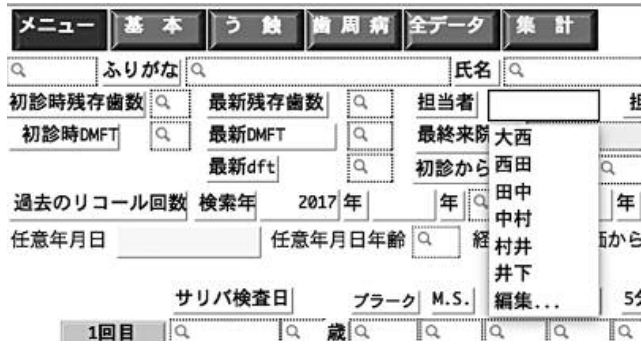 メニュー 基本 う蝕 歯周病 全データ 集計
ふりがな 氏名
初診時残存歯数 最新残存歯数 担当者
初診時DMFT 最新DMFT 最終来院
最新dft 初診から
過去のリコール回数 検索年 2017 年 年 年
任意年月日 任意年月日年齢
大西
西田
田中
中村
村井
井下
編集...
サリバ検査日 プラーク M.S.
1回目 歳